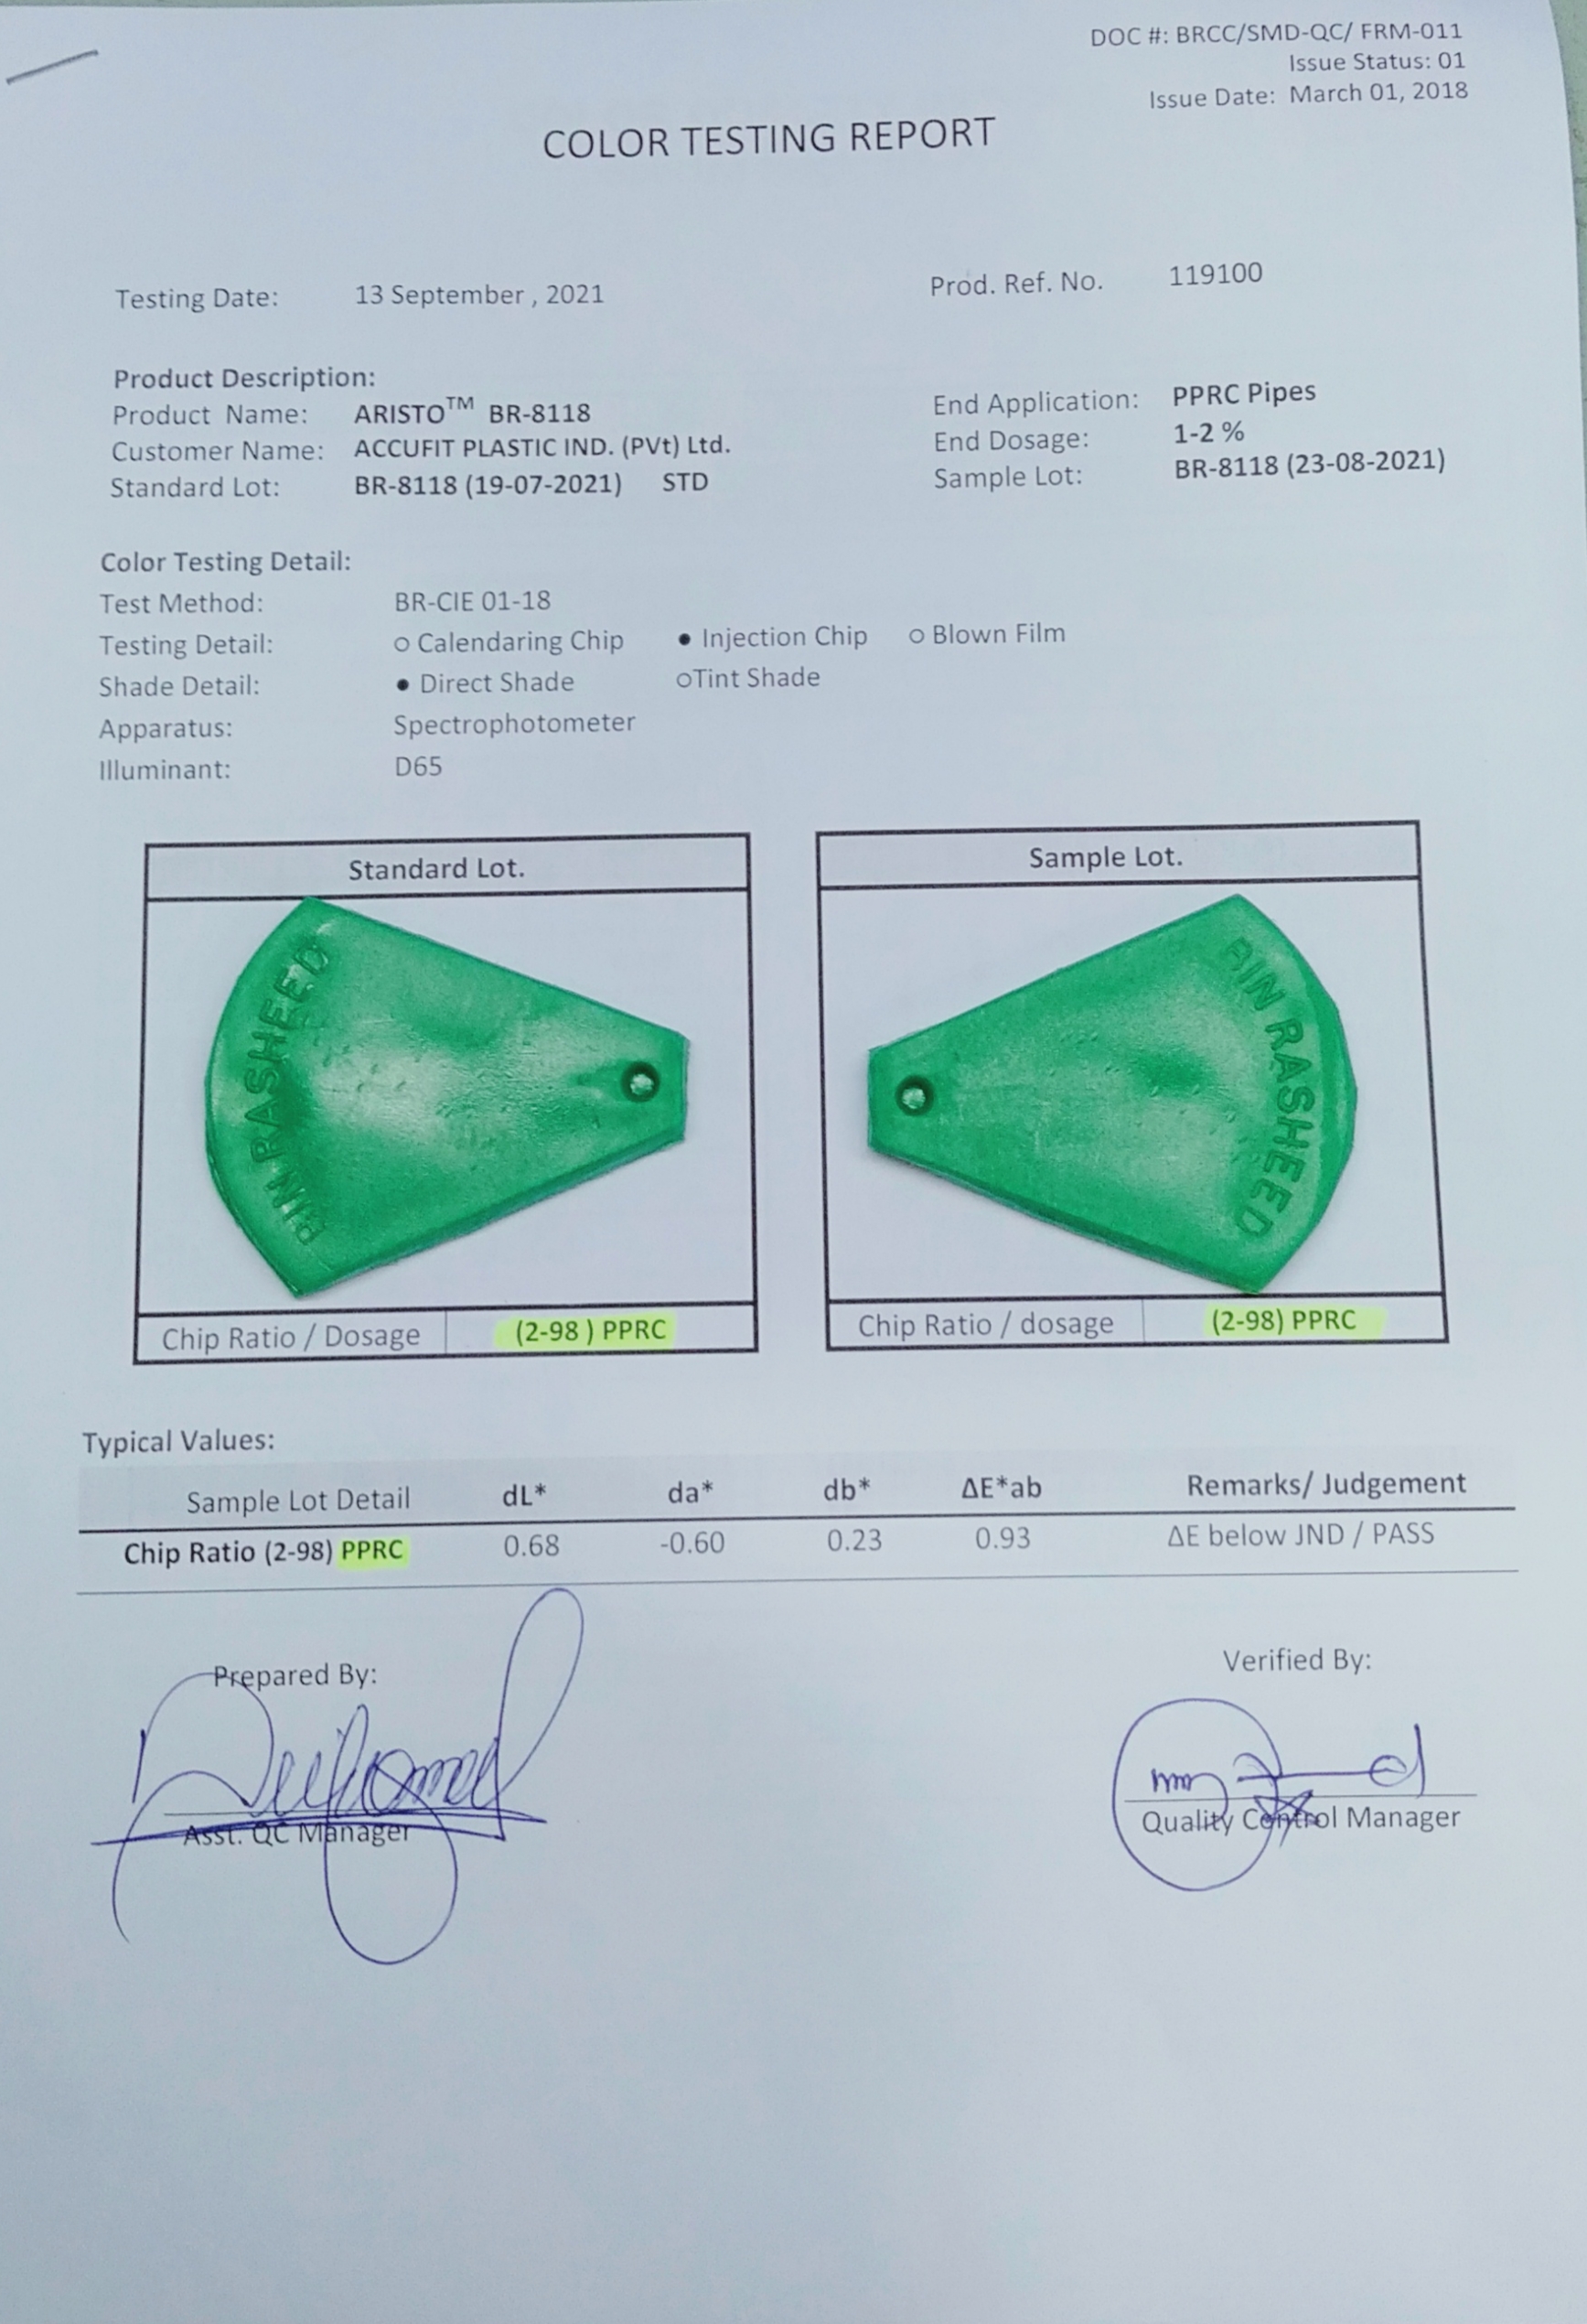 DOC #: BRCC/SMD-QC/ FRM-011
Issue Status: 01
Issue Date: March 01, 2018
COLOR TESTING REPORT
Testing Date: 13 September , 2021 Prod. Ref. No. 119100
Product Description:
Product Name: ARISTO™ BR-8118 End Application: PPRC Pipes
Customer Name: ACCUFIT PLASTIC IND. (PVt) Ltd. End Dosage: 1-2 %
Standard Lot: BR-8118 (19-07-2021) STD Sample Lot: BR-8118 (23-08-2021)
Color Testing Detail:
Test Method: BR-CIE 01-18
Testing Detail: ○ Calendaring Chip ● Injection Chip ○ Blown Film
Shade Detail: ● Direct Shade ○Tint Shade
Apparatus: Spectrophotometer
Illuminant: D65
Standard Lot. Sample Lot.
BIN RASHEED BIN RASHEED
Chip Ratio / Dosage (2-98 ) PPRC Chip Ratio / dosage (2-98) PPRC
Typical Values:
Sample Lot Detail dL* da* db* ΔE*ab Remarks/ Judgement
Chip Ratio (2-98) PPRC 0.68 -0.60 0.23 0.93 ΔE below JND / PASS
Prepared By: Verified By:
Asst. QC Manager Quality Control Manager